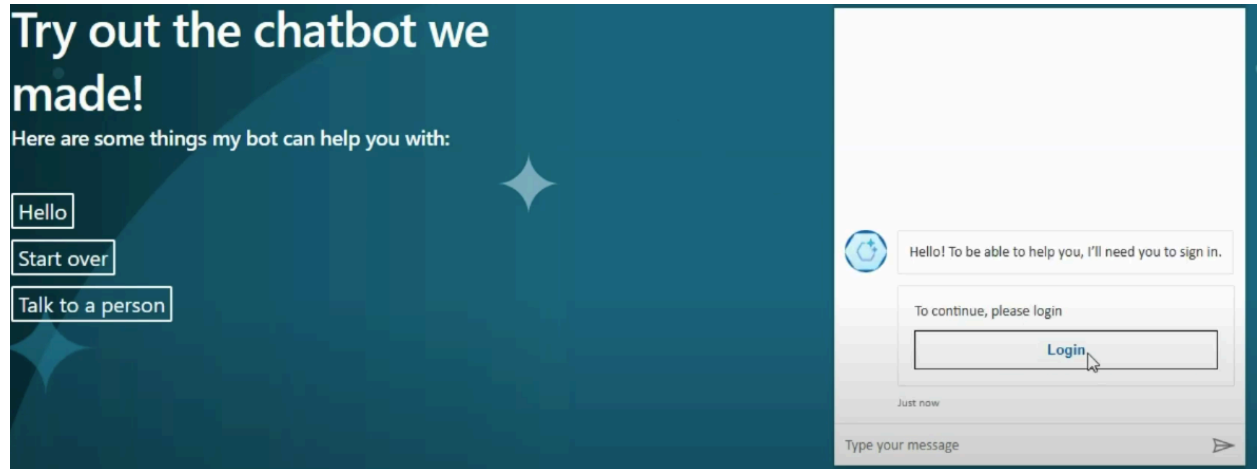 Try out the chatbot we
made!
Here are some things my bot can help you with:
Hello
Start over
Talk to a person
Hello! To be able to help you, I'll need you to sign in.
To continue, please login
Login
Just now
Type your message